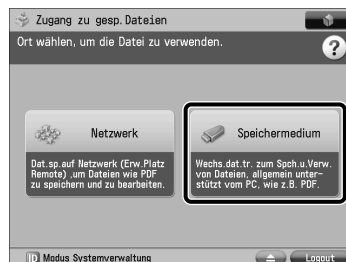 Zugang zu gesp. Dateien
Ort wählen, um die Datei zu verwenden.
?
Netzwerk
Dat.sp.auf Netzwerk (Erw.Platz
Remote) ,um Dateien wie PDF
zu speichern und zu bearbeiten.
Speichermedium
Wechs.dat.tr. zum Spch.u.Verw.
von Dateien, allgemein unter-
stützt vom PC, wie z.B. PDF.
ID Modus Systemverwaltung
Logout